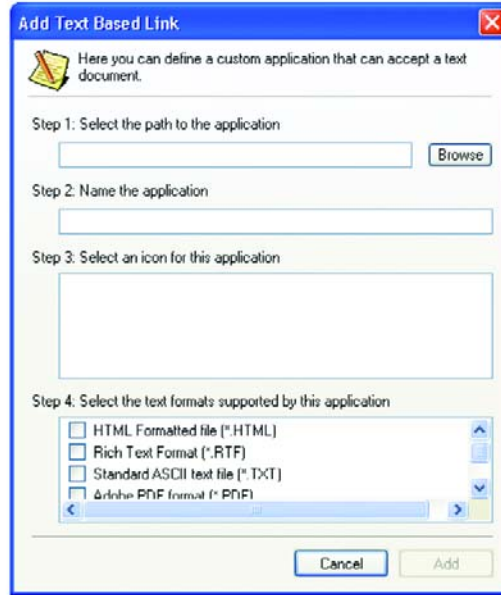 Add Text Based Link
Here you can define a custom application that can accept a text
document.
Step 1: Select the path to the application
Browse
Step 2: Name the application
Step 3: Select an icon for this application
Step 4: Select the text formats supported by this application
HTML Formatted file (*.HTML)
Rich Text Format (*.RTF)
Standard ASCII text file (*.TXT)
Adobe PDF format (*.PDF)
Cancel
Add